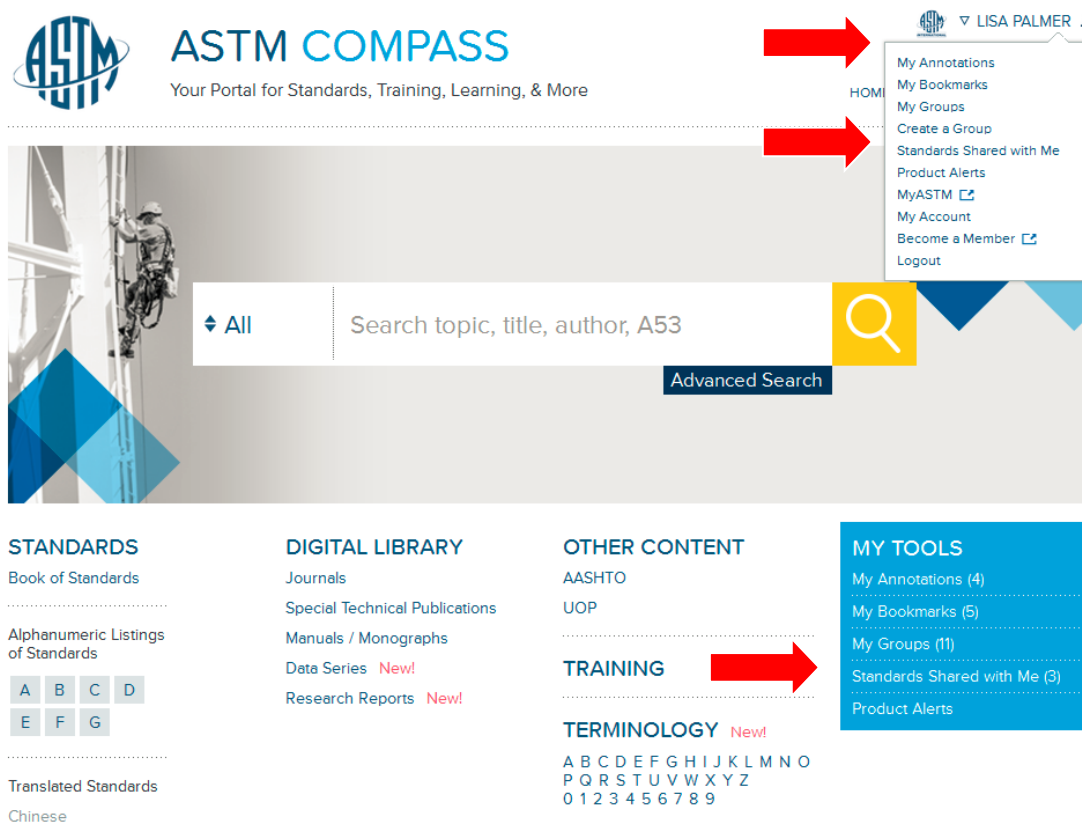 ASTM
ASTM COMPASS
Your Portal for Standards, Training, Learning, & More
LISA PALMER
HOME
My Annotations
My Bookmarks
My Groups
Create a Group
Standards Shared with Me
Product Alerts
MyASTM
My Account
Become a Member
Logout
All
Search topic, title, author, A53
Advanced Search
STANDARDS
Book of Standards
Alphanumeric Listings
of Standards
A B C D
E F G
Translated Standards
Chinese
DIGITAL LIBRARY
Journals
Special Technical Publications
Manuals / Monographs
Data Series New!
Research Reports New!
OTHER CONTENT
AASHTO
UOP
TRAINING
TERMINOLOGY New!
A B C D E F G H I J K L M N O
P Q R S T U V W X Y Z
0 1 2 3 4 5 6 7 8 9
MY TOOLS
My Annotations (4)
My Bookmarks (5)
My Groups (11)
Standards Shared with Me (3)
Product Alerts